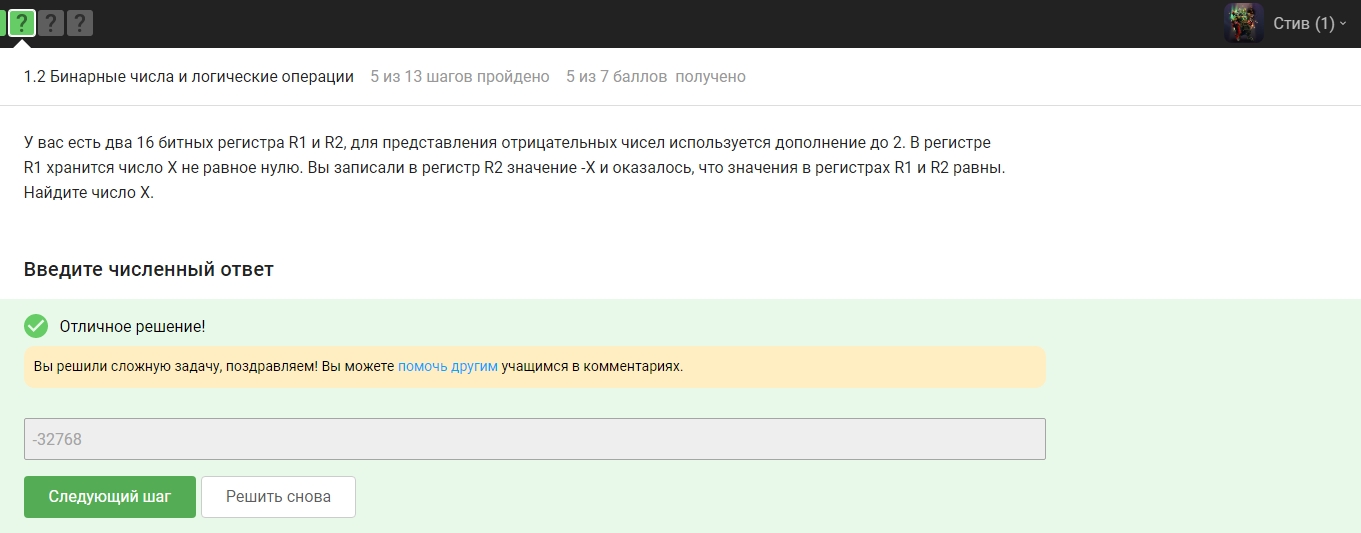 ? ? ?
Стив (1)
1.2 Бинарные числа и логические операции 5 из 13 шагов пройдено 5 из 7 баллов получено
У вас есть два 16 битных регистра R1 и R2, для представления отрицательных чисел используется дополнение до 2. В регистре
R1 хранится число X не равное нулю. Вы записали в регистр R2 значение -X и оказалось, что значения в регистрах R1 и R2 равны.
Найдите число X.
Введите численный ответ
Отличное решение!
Вы решили сложную задачу, поздравляем! Вы можете помочь другим учащимся в комментариях.
-32768
Следующий шаг Решить снова